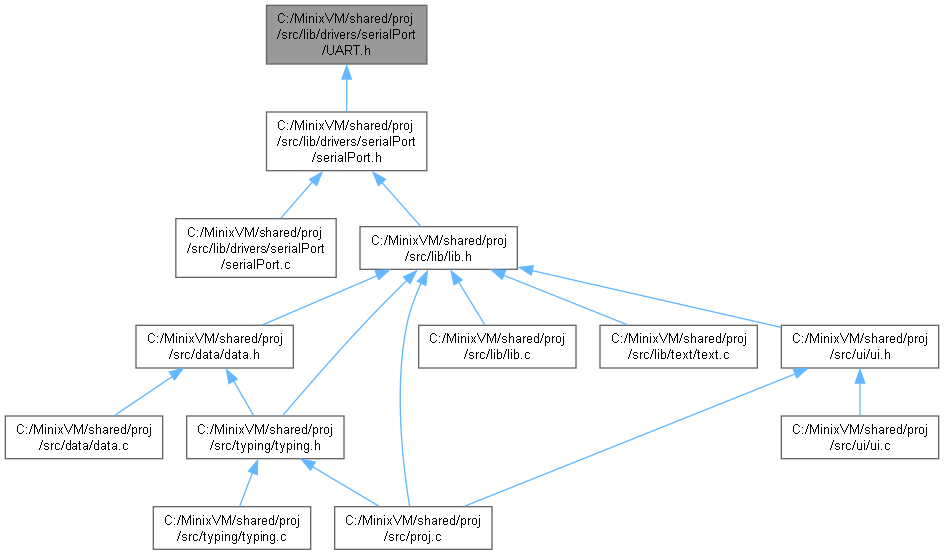 C:/MinixVM/shared/proj
/src/lib/drivers/serialPort
/UART.h
C:/MinixVM/shared/proj
/src/lib/drivers/serialPort
/serialPort.h
C:/MinixVM/shared/proj
/src/lib/drivers/serialPort
/serialPort.c
C:/MinixVM/shared/proj
/src/lib/lib.h
C:/MinixVM/shared/proj
/src/data/data.h
C:/MinixVM/shared/proj
/src/lib/lib.c
C:/MinixVM/shared/proj
/src/lib/text/text.c
C:/MinixVM/shared/proj
/src/ui/ui.h
C:/MinixVM/shared/proj
/src/data/data.c
C:/MinixVM/shared/proj
/src/typing/typing.h
C:/MinixVM/shared/proj
/src/ui/ui.c
C:/MinixVM/shared/proj
/src/typing/typing.c
C:/MinixVM/shared/proj
/src/proj.c